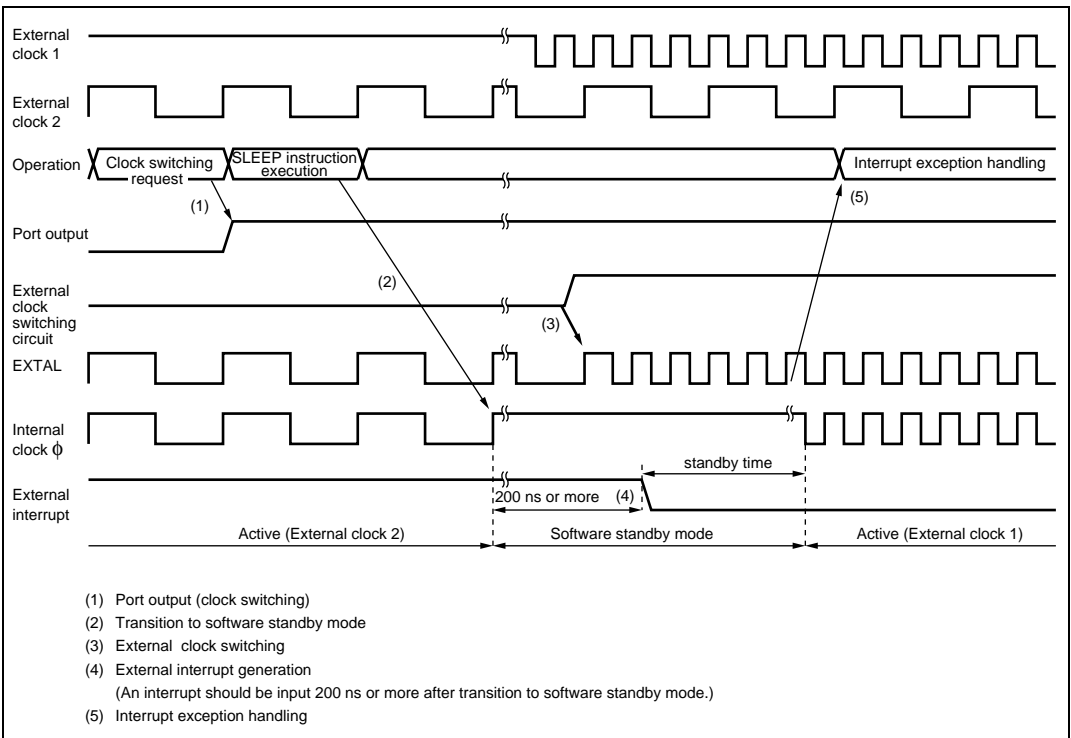 External
clock 1
External
clock 2
Operation
Clock switching
request
SLEEP instruction
execution
Interrupt exception handling
(1)
(5)
Port output
(2)
External
clock
switching
circuit
(3)
EXTAL
Internal
clock ϕ
standby time
External
interrupt
200 ns or more (4)
Active (External clock 2)
Software standby mode
Active (External clock 1)
(1) Port output (clock switching)
(2) Transition to software standby mode
(3) External clock switching
(4) External interrupt generation
(An interrupt should be input 200 ns or more after transition to software standby mode.)
(5) Interrupt exception handling